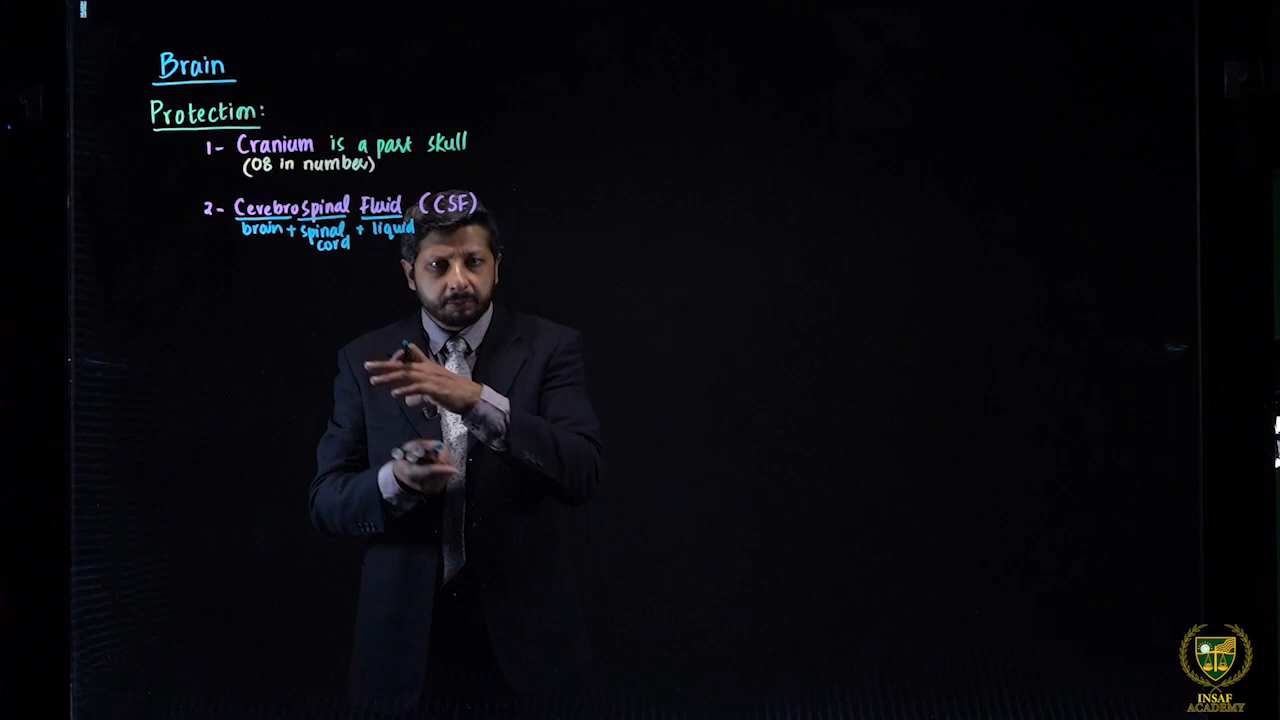 Brain
Protection:
1- Cranium is a part skull
(08 in number)
2- Cerebrospinal Fluid (CSF)
brain + spinal + liquid
cord
INSAF
ACADEMY